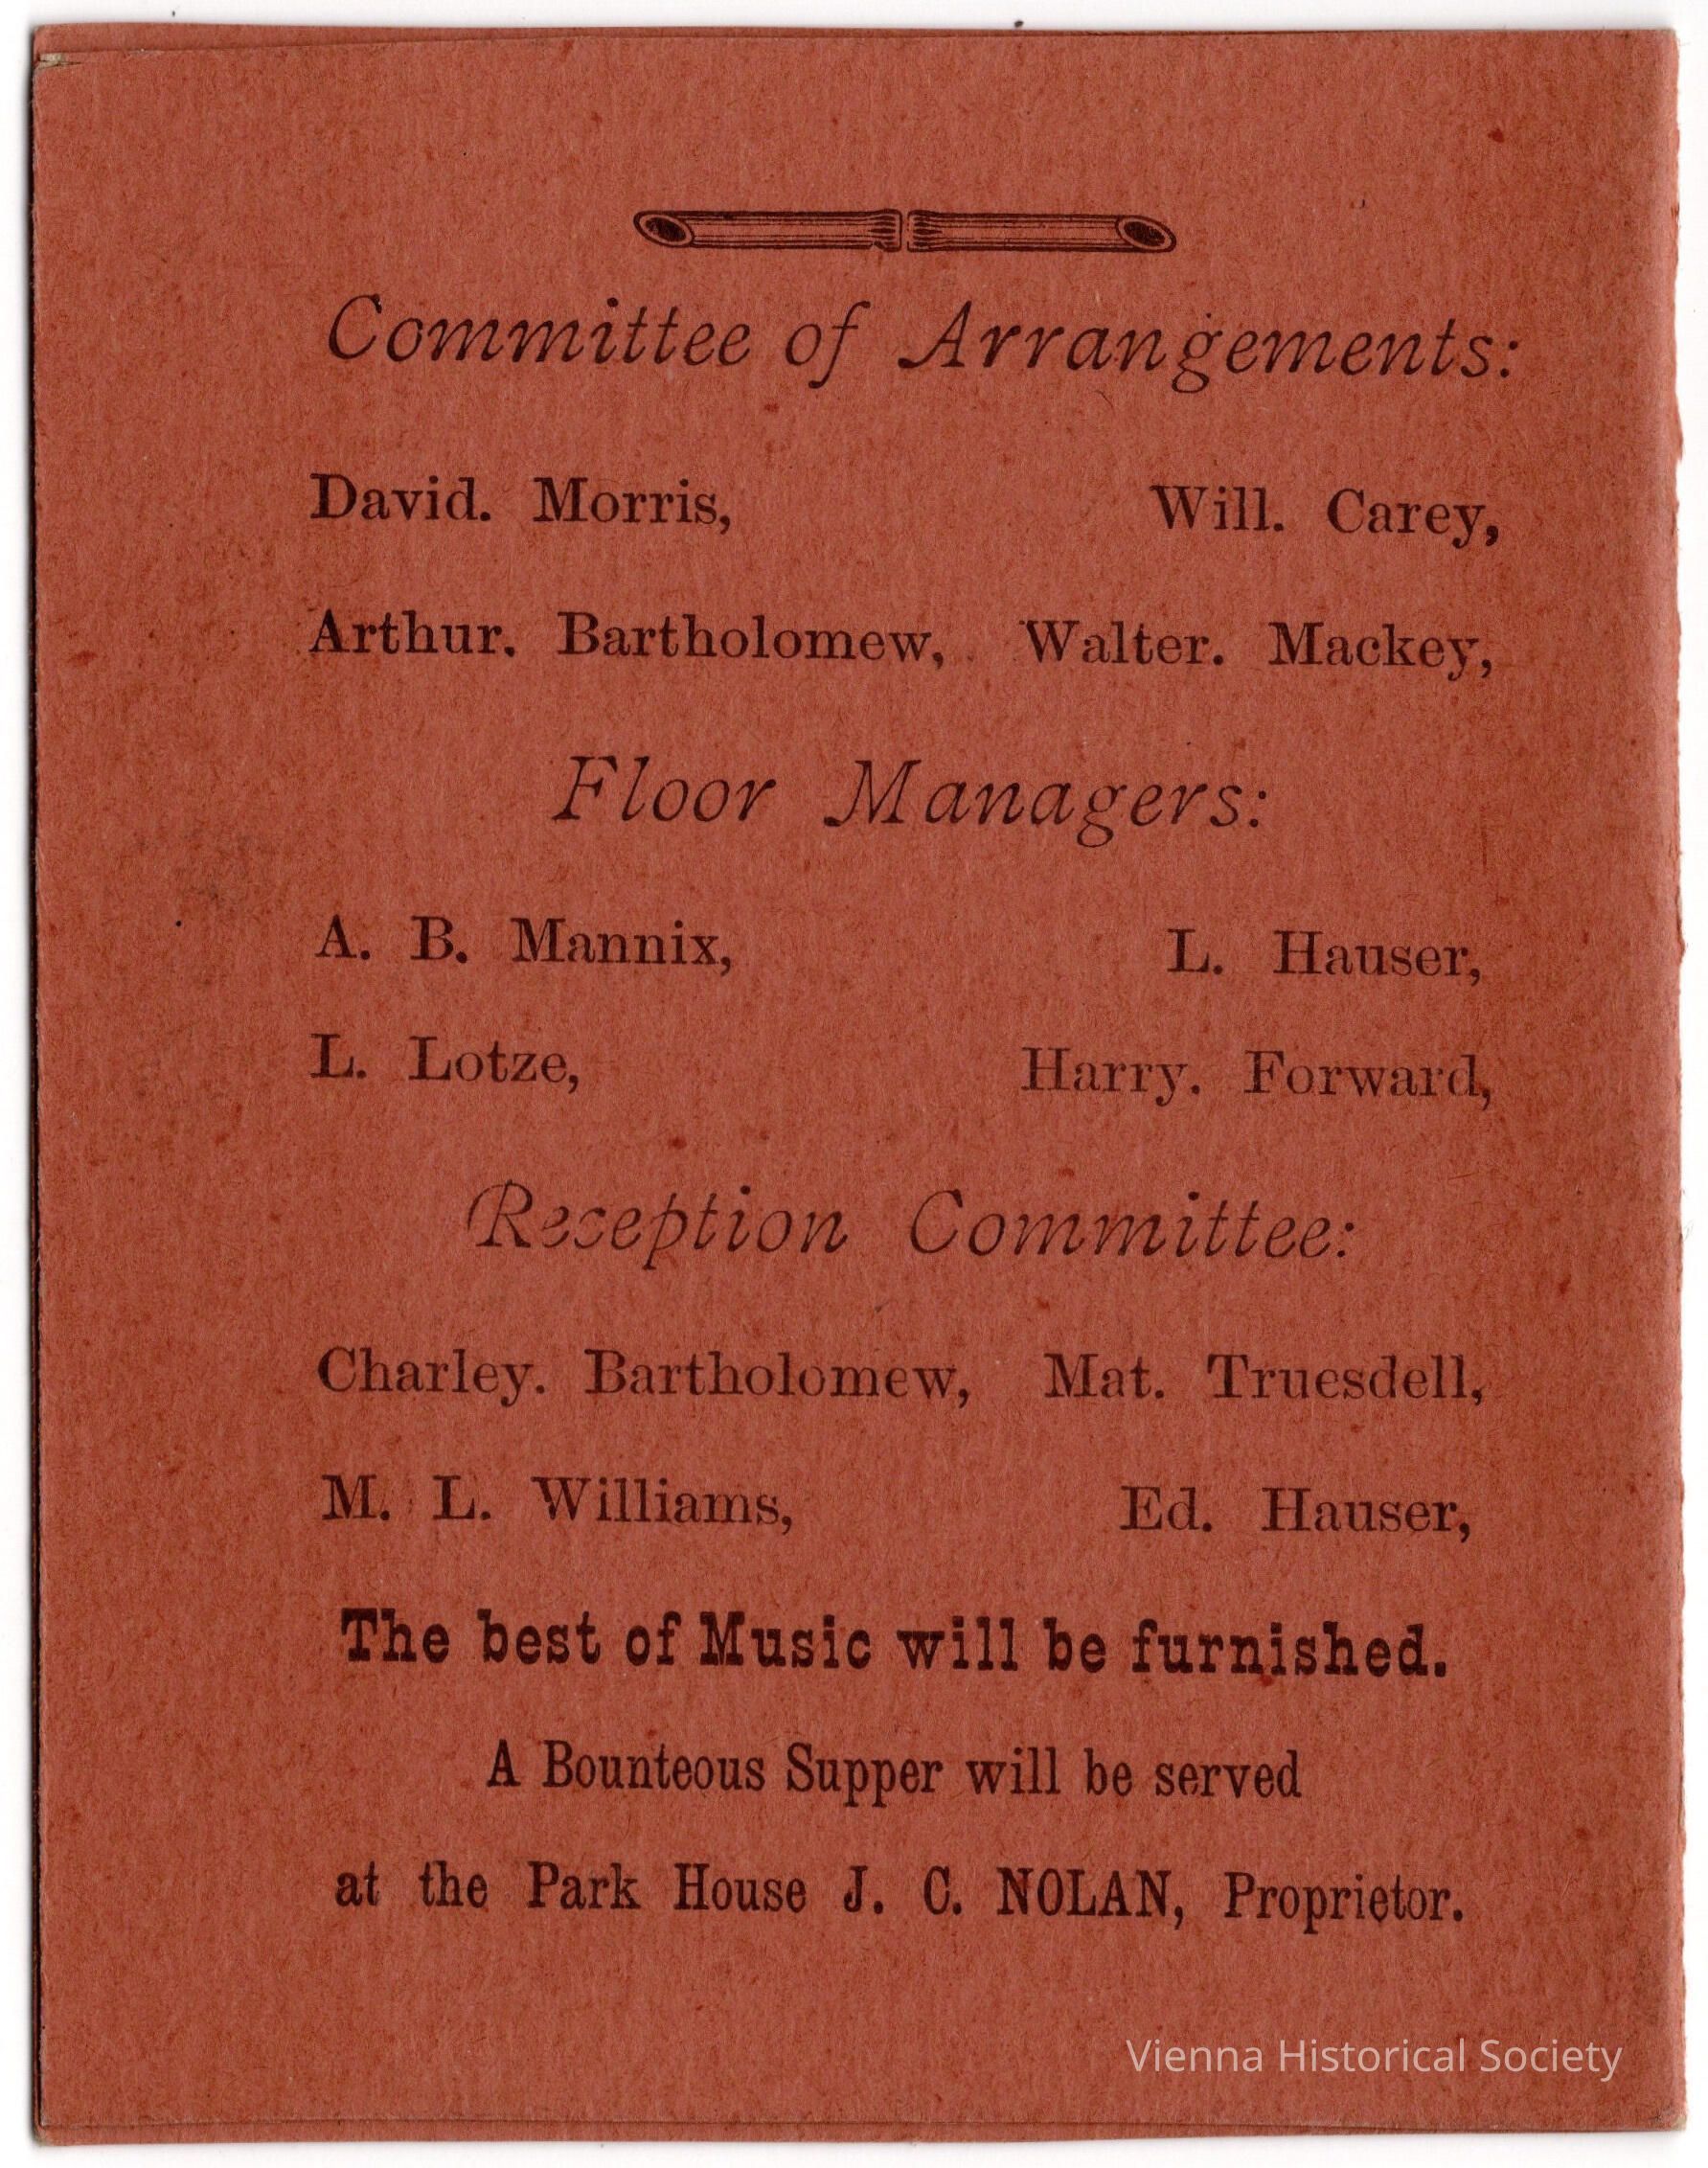 Committee of Arrangements:
David. Morris, Will. Carey,
Arthur. Bartholomew, Walter. Mackey,
Floor Managers:
A. B. Mannix, L. Hauser,
L. Lotze, Harry. Forward,
Reception Committee:
Charley. Bartholomew, Mat. Truesdell,
M. L. Williams, Ed. Hauser,
The best of Music will be furnished.
A Bounteous Supper will be served
at the Park House J. C. NOLAN, Proprietor.
Vienna Historical Society